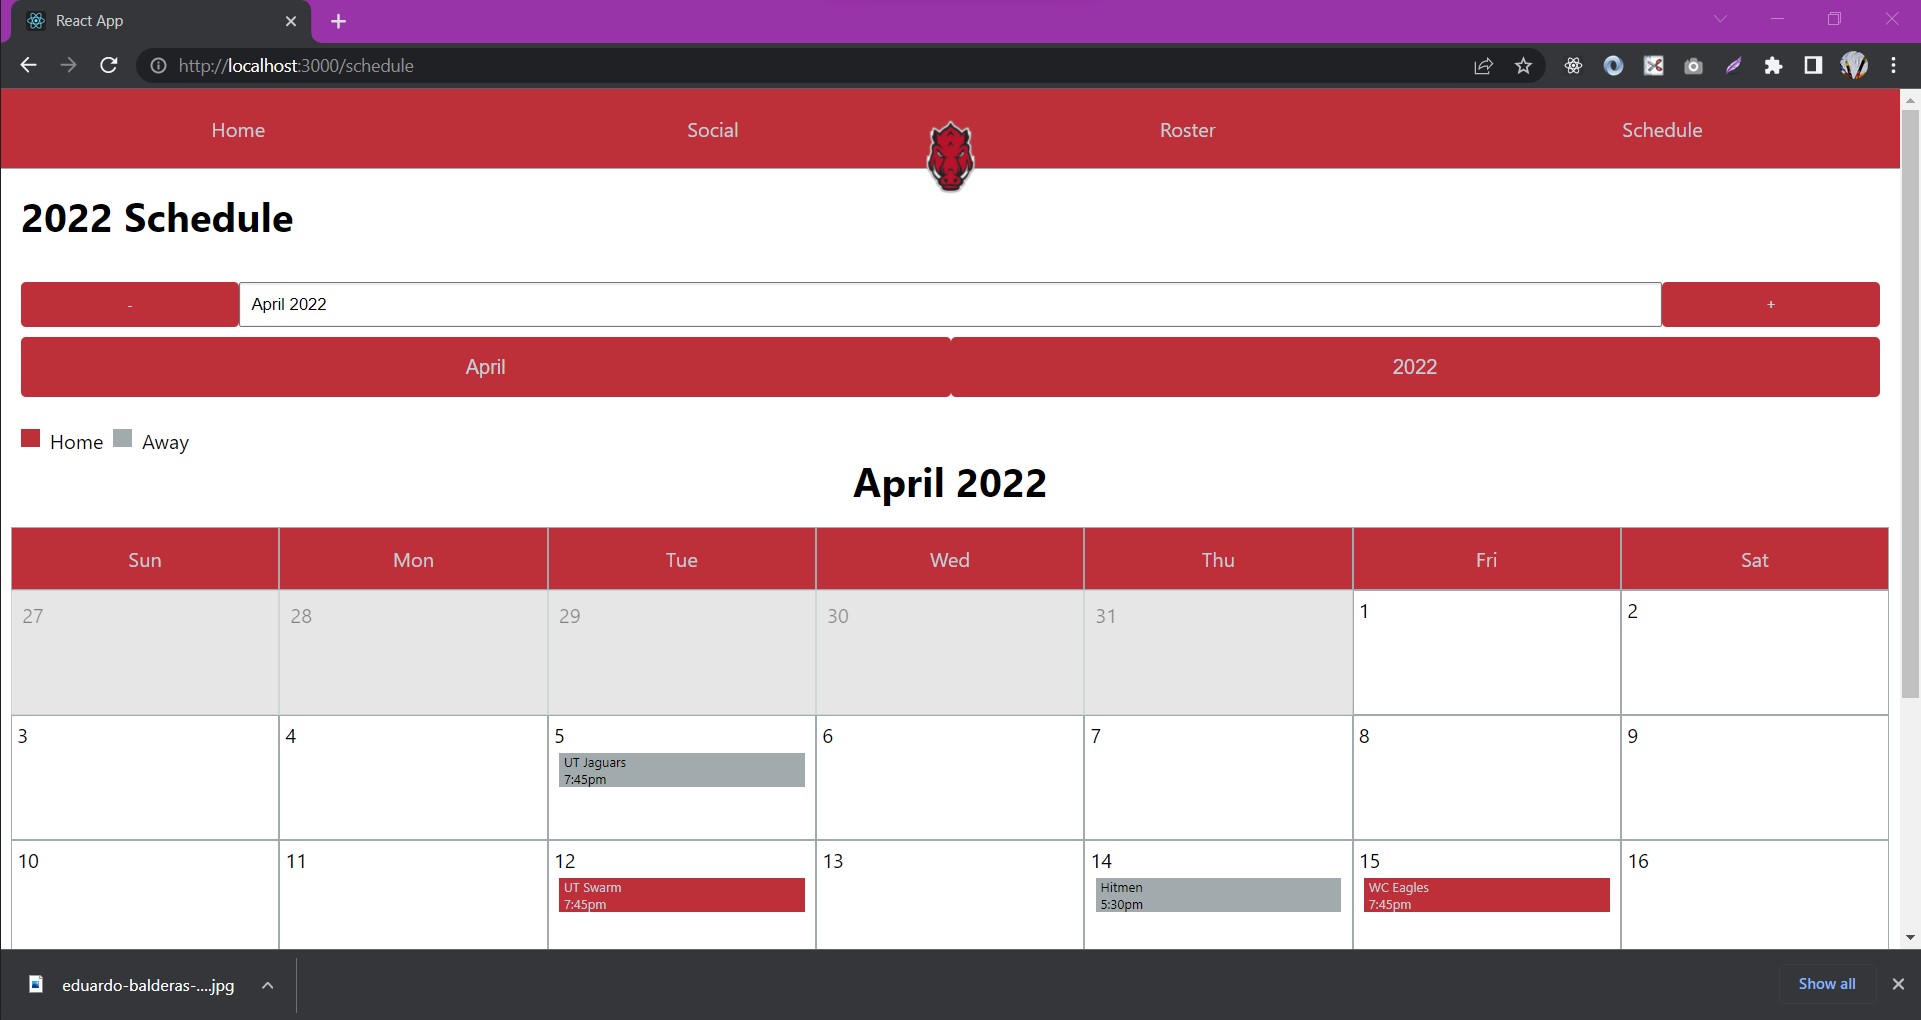 React App
http://localhost:3000/schedule
Home Social Roster Schedule
2022 Schedule
- April 2022 +
April 2022
Home Away
April 2022
Sun Mon Tue Wed Thu Fri Sat
27 28 29 30 31 1 2
3 4 5 6 7 8 9
UT Jaguars
7:45pm
10 11 12 13 14 15 16
UT Swarm Hitmen WC Eagles
7:45pm 5:30pm 7:45pm
eduardo-balderas-....jpg Show all